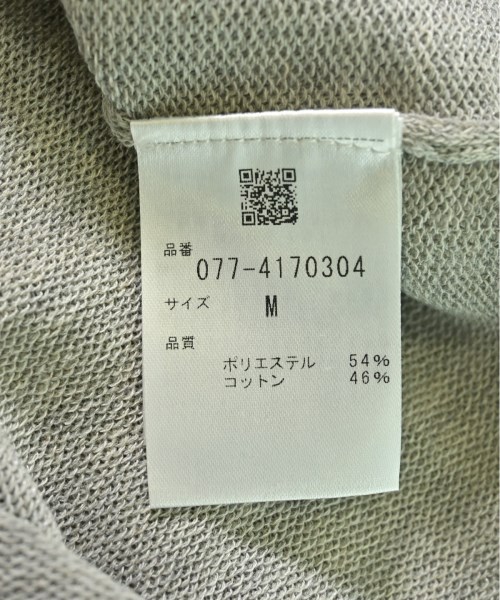 品番
077-4170304
サイズ M
品質
ポリエステル 54%
コットン 46%